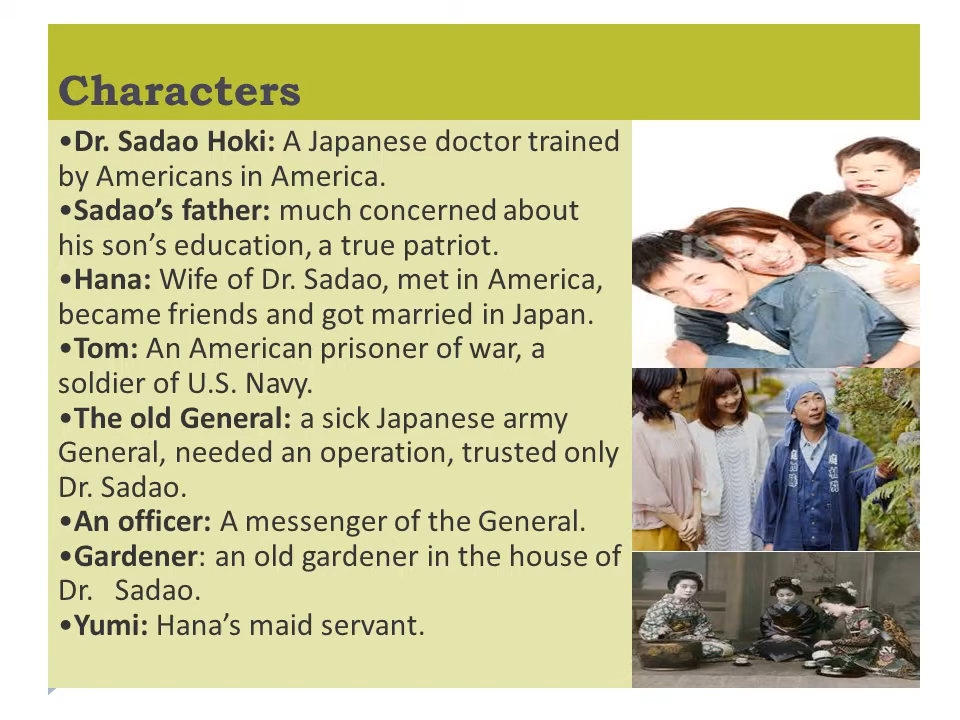 Characters
•Dr. Sadao Hoki: A Japanese doctor trained
by Americans in America.
•Sadao’s father: much concerned about
his son’s education, a true patriot.
•Hana: Wife of Dr. Sadao, met in America,
became friends and got married in Japan.
•Tom: An American prisoner of war, a
soldier of U.S. Navy.
•The old General: a sick Japanese army
General, needed an operation, trusted only
Dr. Sadao.
•An officer: A messenger of the General.
•Gardener: an old gardener in the house of
Dr.   Sadao.
•Yumi: Hana’s maid servant.